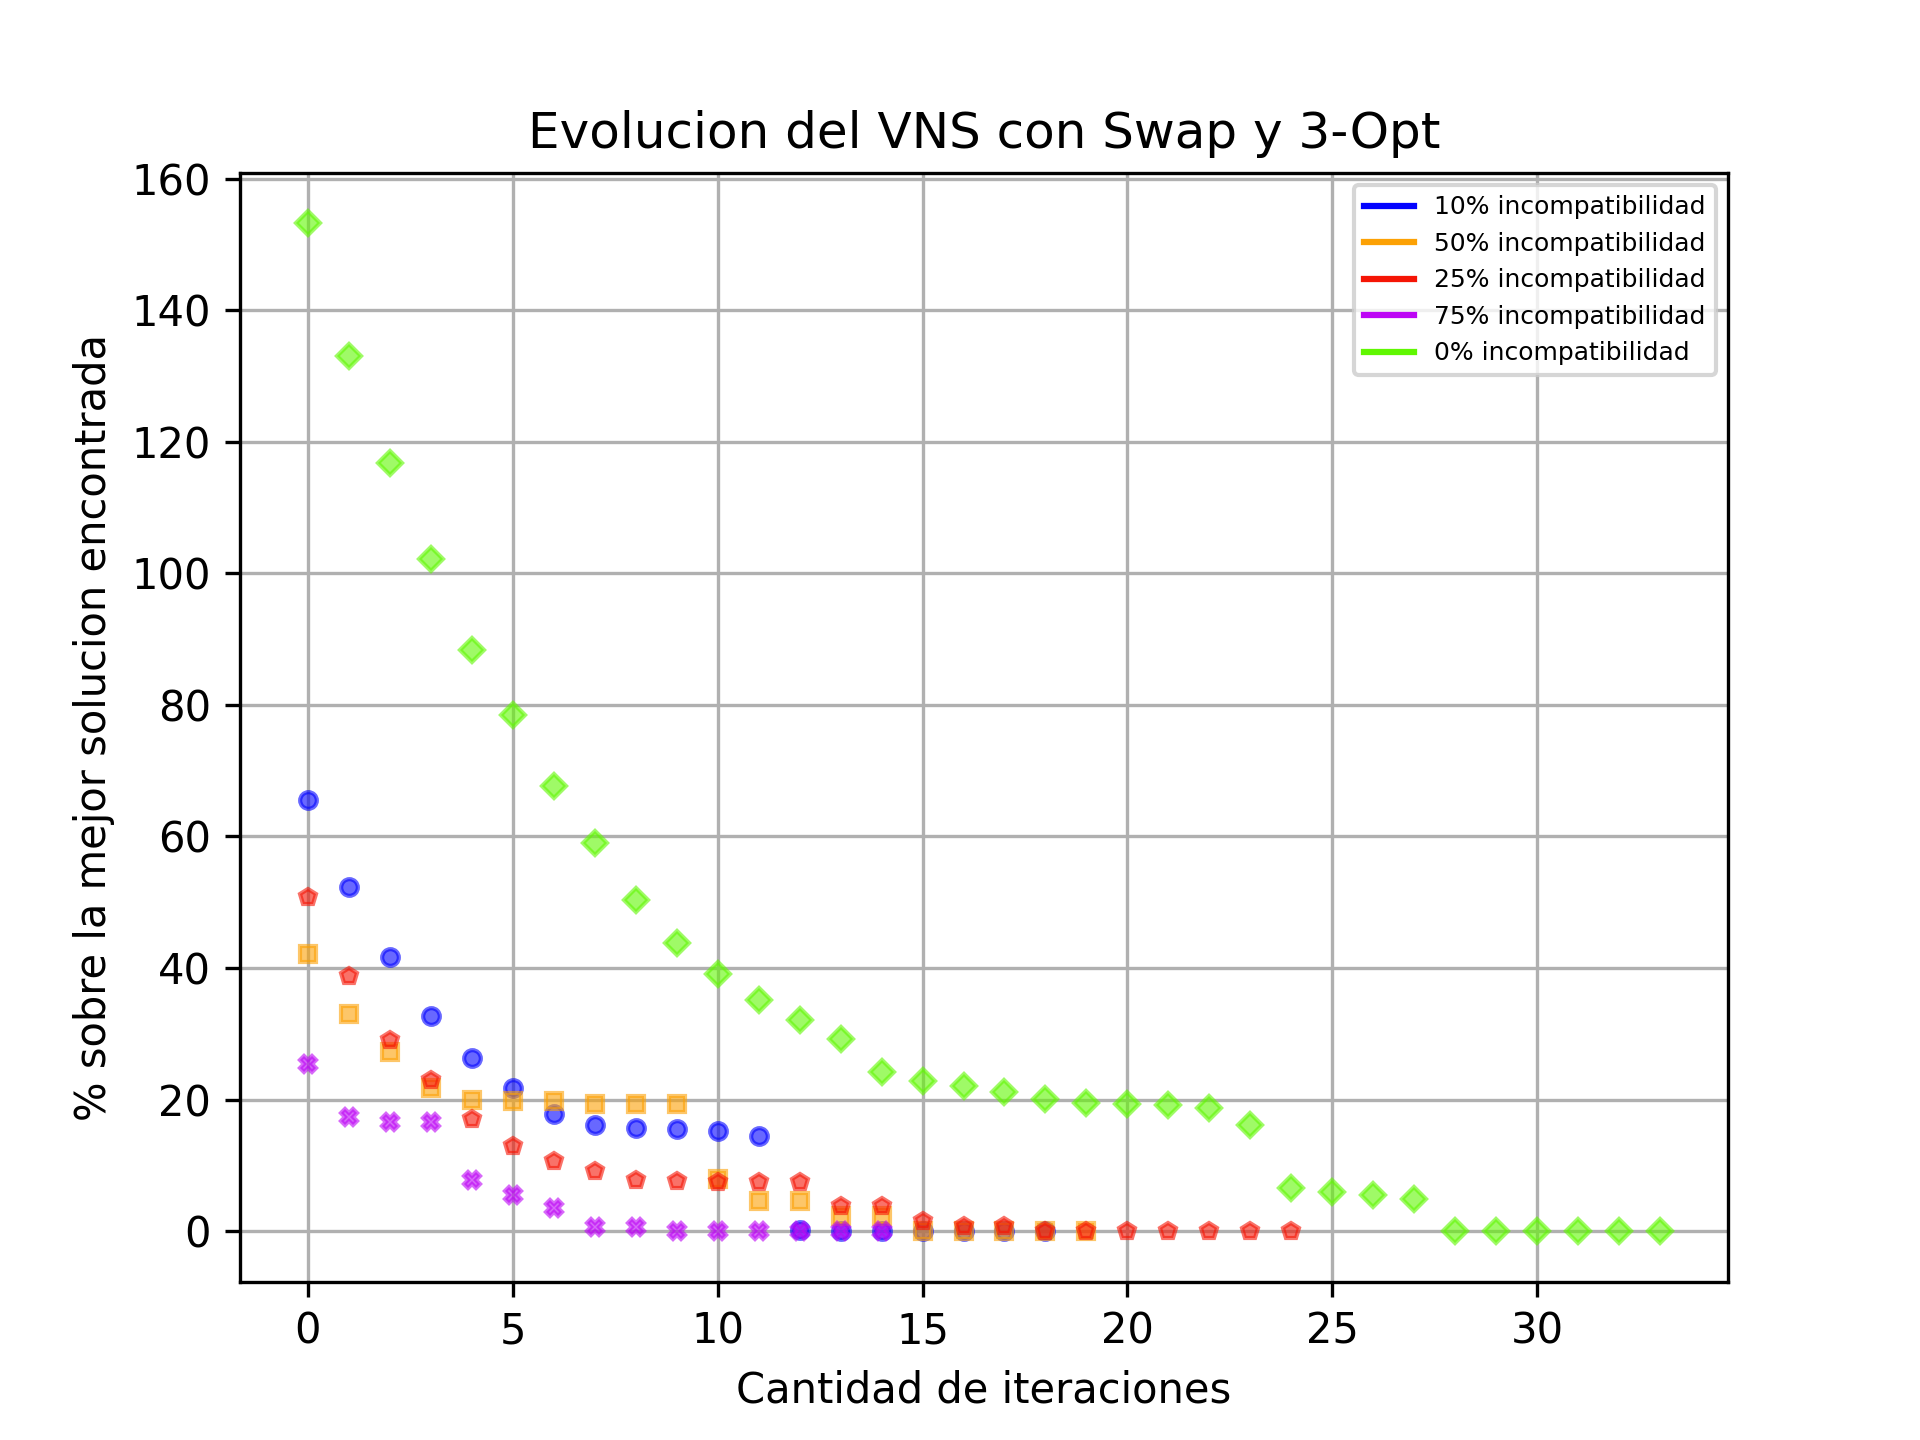 Evolucion del VNS con Swap y 3-Opt
160
140
120
100
80
60
40
20
0
% sobre la mejor solucion encontrada
10% incompatibilidad
50% incompatibilidad
25% incompatibilidad
75% incompatibilidad
0% incompatibilidad
0 5 10 15 20 25 30
Cantidad de iteraciones